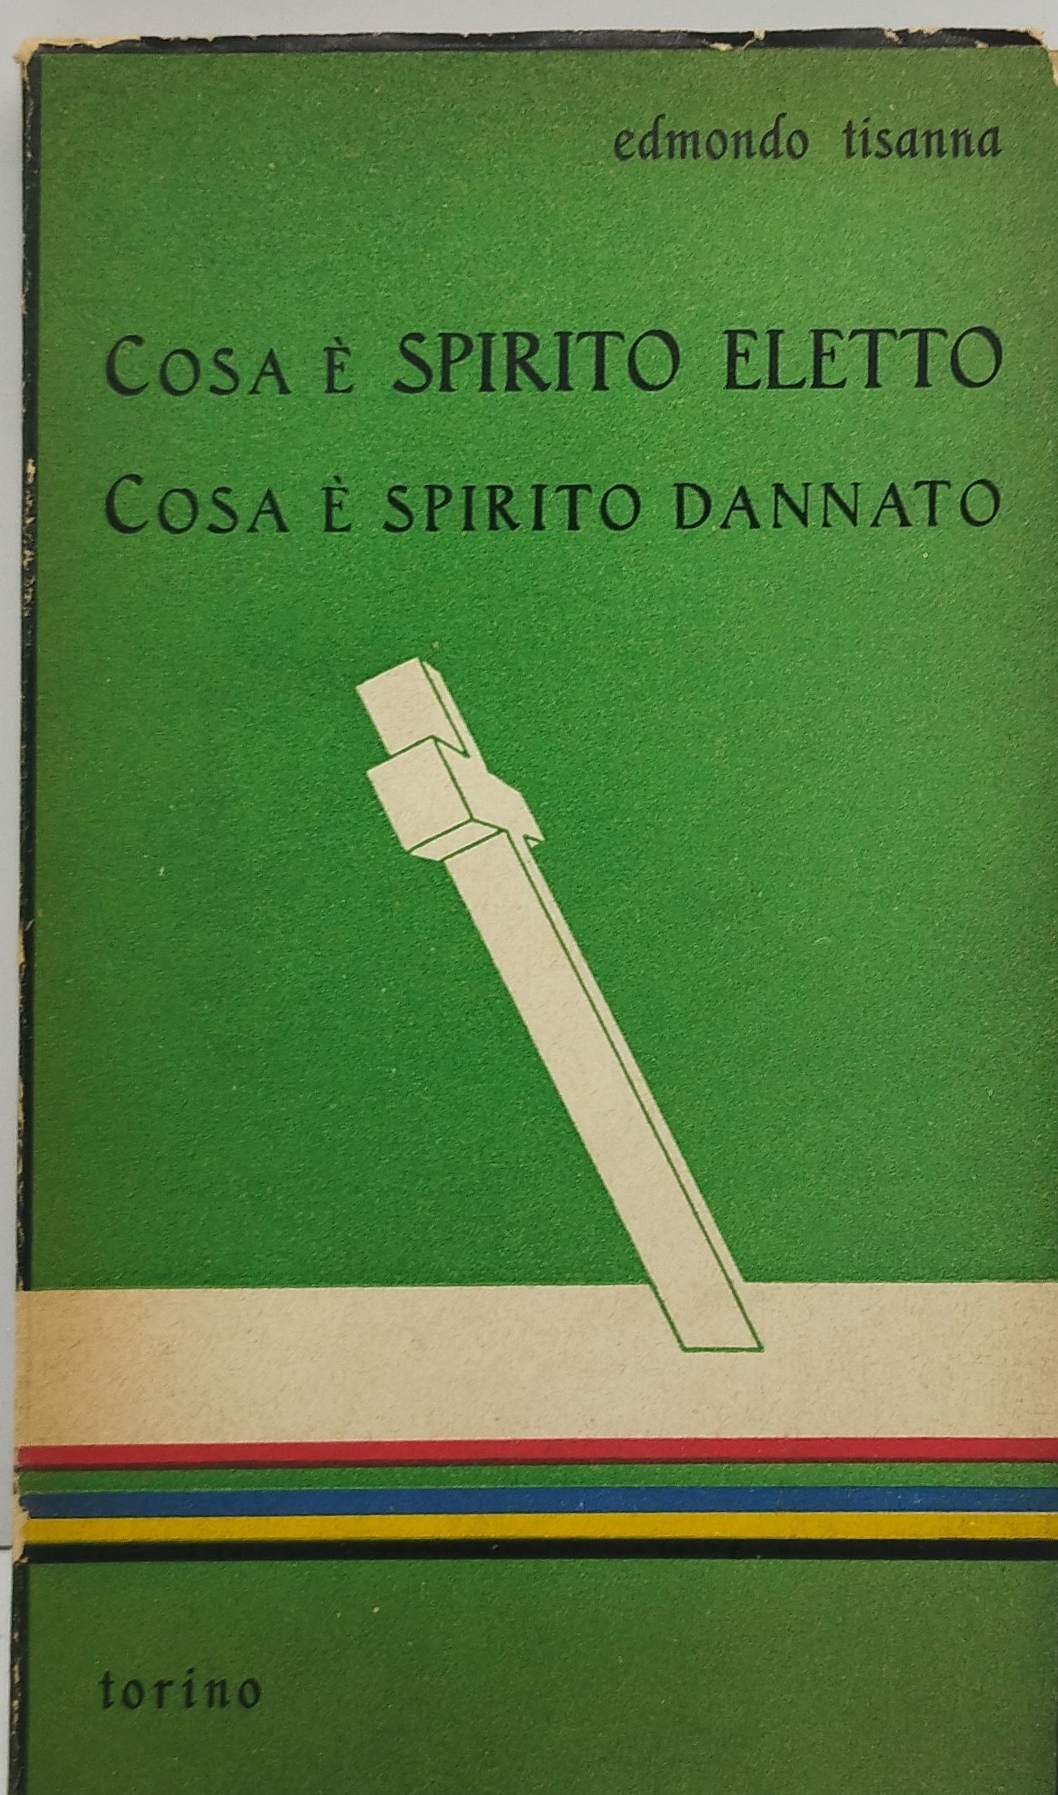 edmondo tisanna
COSA È SPIRITO ELETTO
COSA È SPIRITO DANNATO
torino